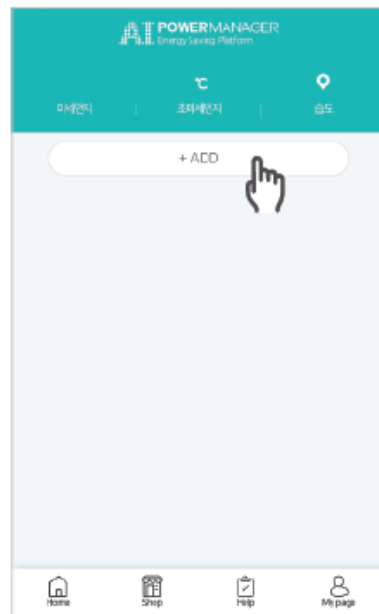 AI POWERMANAGER
Energy Saving Platform
℃
미세먼지 | 초미세먼지 | 습도
+ ADD
Home Shop Help My page